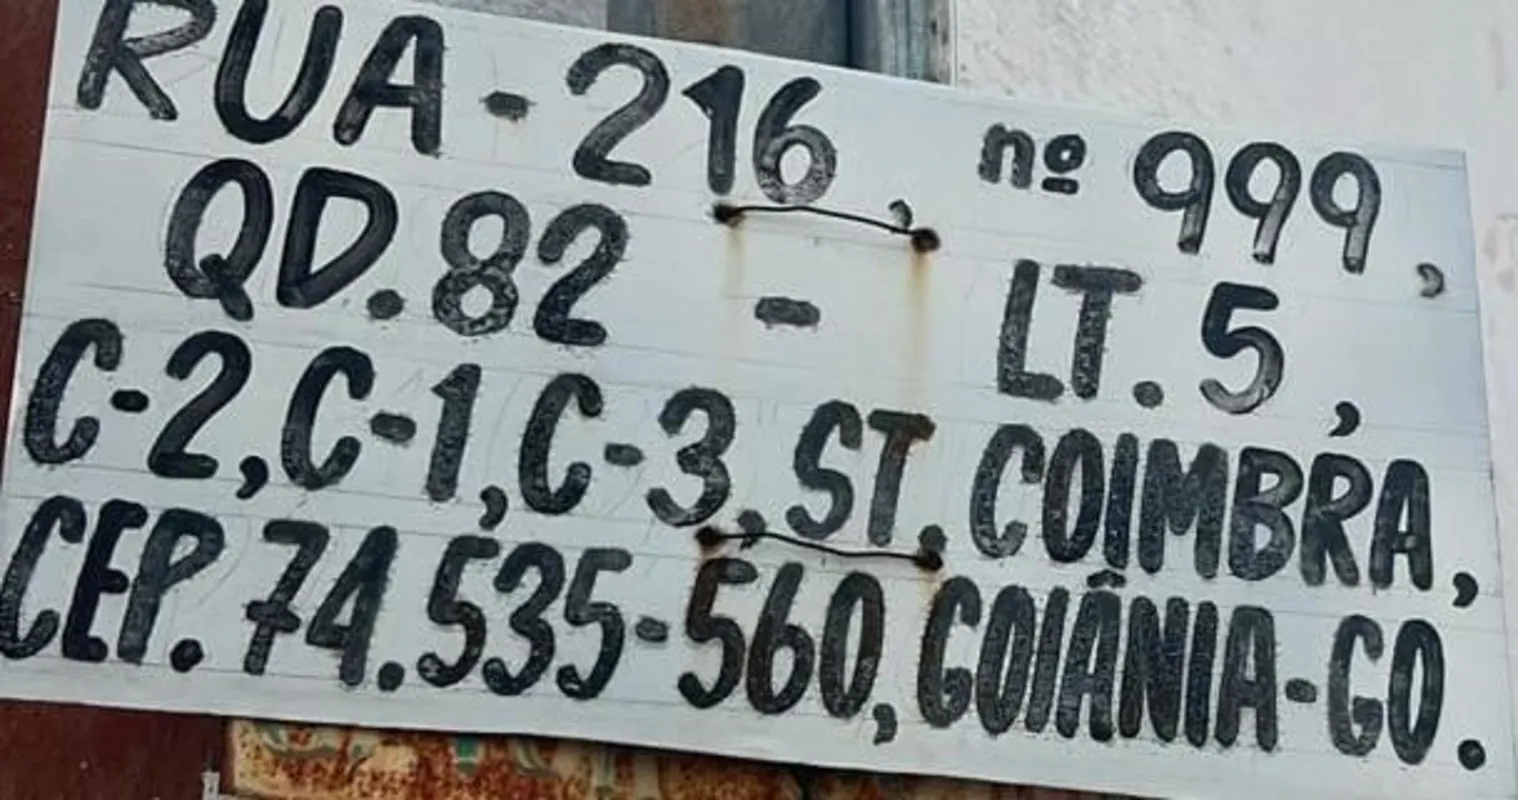 RUA - 216, nº 999,
QD. 82 - LT. 5,
C-2, C-1, C-3, ST. COIMBRA,
CEP. 74.535-560, GOIÂNIA-GO.